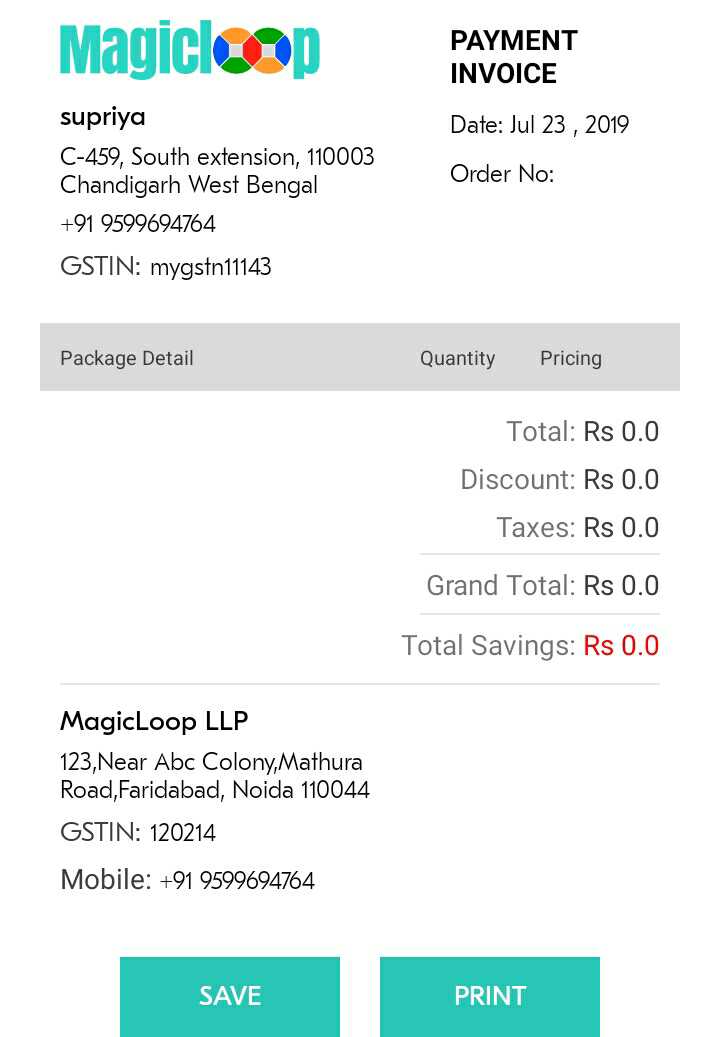 Magicloop
PAYMENT
INVOICE
supriya
Date: Jul 23 , 2019
C-459, South extension, 110003
Chandigarh West Bengal
Order No:
+91 9599694764
GSTIN: mygstn11143
Package Detail Quantity Pricing
Total: Rs 0.0
Discount: Rs 0.0
Taxes: Rs 0.0
Grand Total: Rs 0.0
Total Savings: Rs 0.0
MagicLoop LLP
123,Near Abc Colony,Mathura
Road,Faridabad, Noida 110044
GSTIN: 120214
Mobile: +91 9599694764
SAVE PRINT